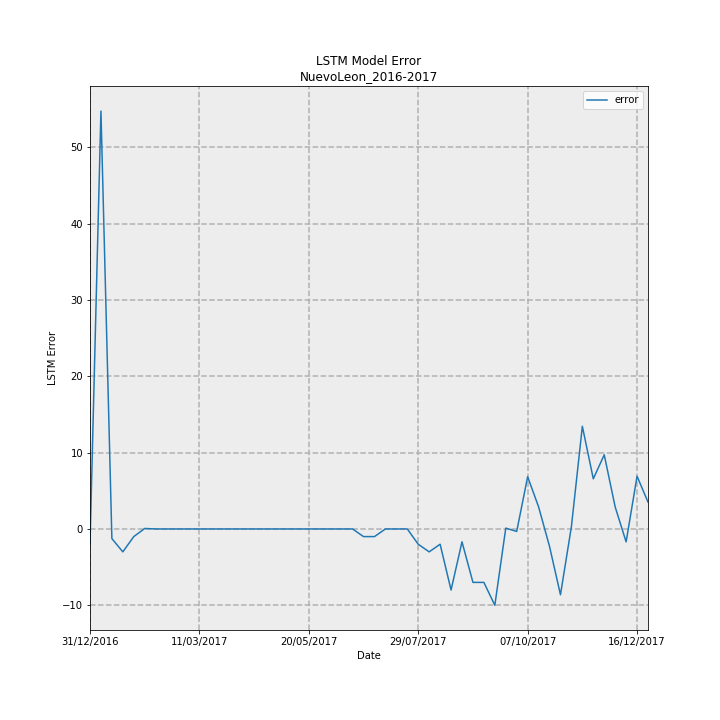 LSTM Model Error
NuevoLeon_2016-2017
error
50
40
30
20
10
0
−10
LSTM Error
31/12/2016 11/03/2017 20/05/2017 29/07/2017 07/10/2017 16/12/2017
Date